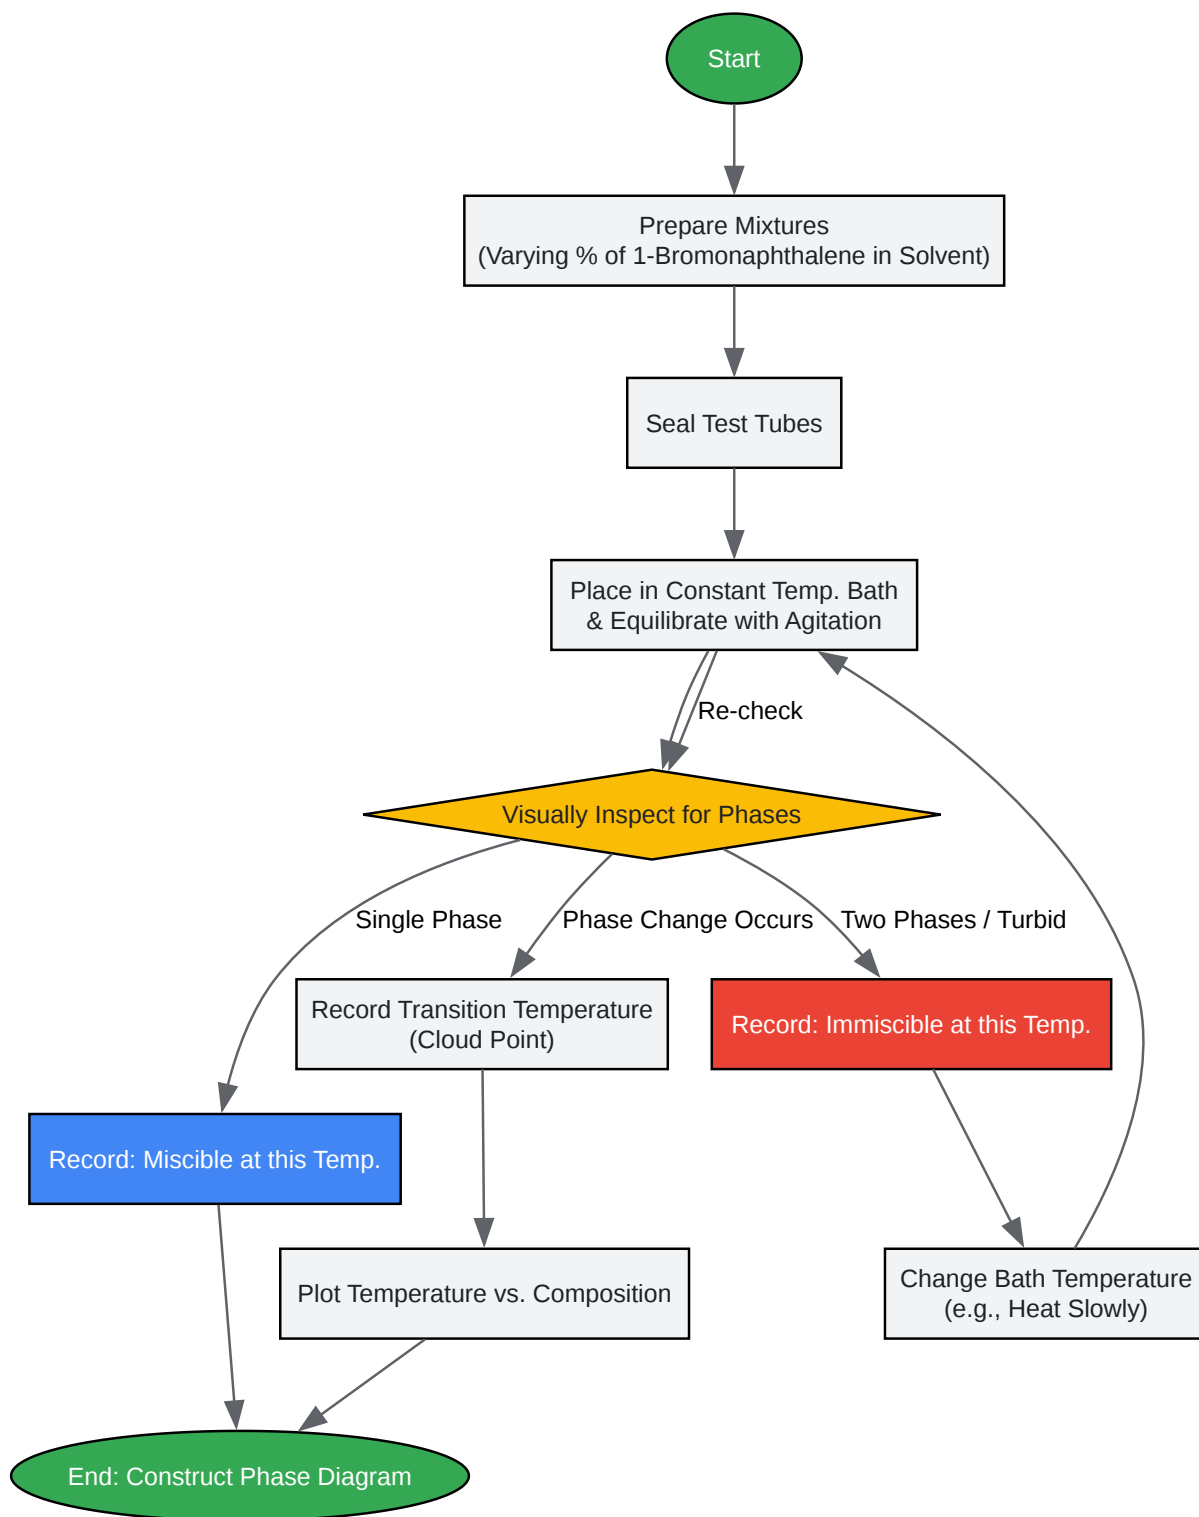 Start
Prepare Mixtures
(Varying % of 1-Bromonaphthalene in Solvent)
Seal Test Tubes
Place in Constant Temp. Bath
& Equilibrate with Agitation
Re-check
Visually Inspect for Phases
Single Phase
Phase Change Occurs
Two Phases / Turbid
Record Transition Temperature
(Cloud Point)
Record: Immiscible at this Temp.
Record: Miscible at this Temp.
Plot Temperature vs. Composition
Change Bath Temperature
(e.g., Heat Slowly)
End: Construct Phase Diagram